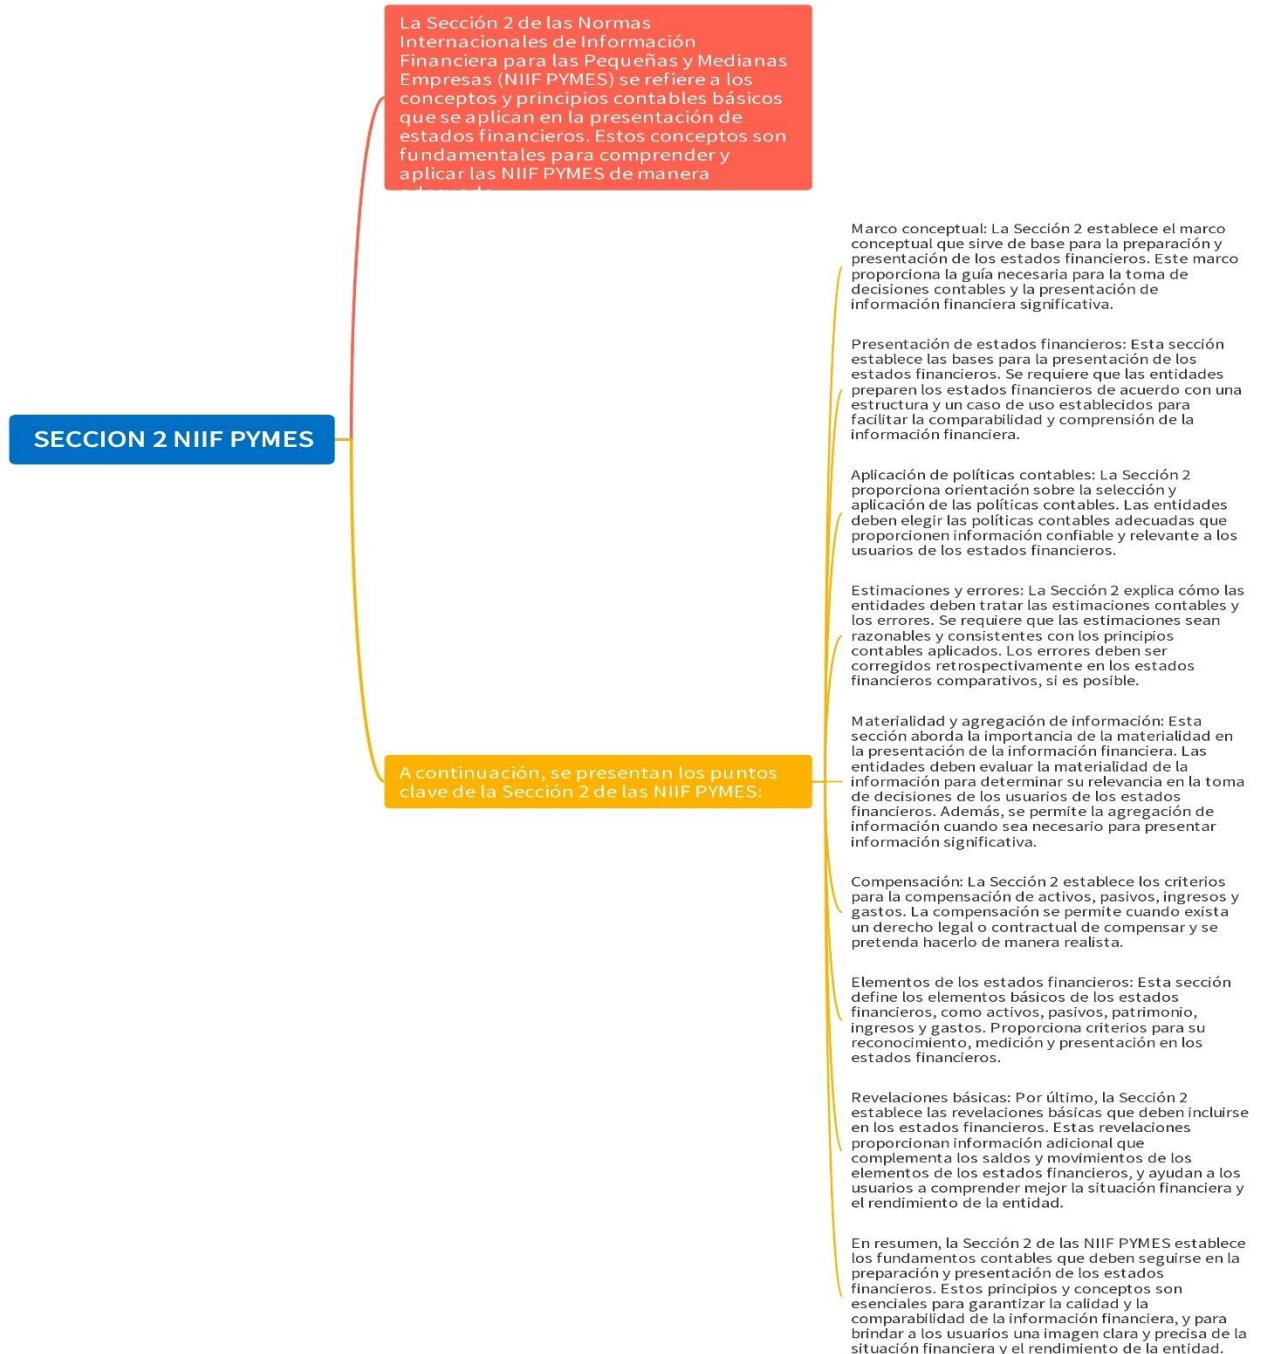 La Sección 2 de las Normas
Internacionales de Información
Financiera para las Pequeñas y Medianas
Empresas (NIIF PYMES) se refiere a los
conceptos y principios contables básicos
que se aplican en la presentación de
estados financieros. Estos conceptos son
fundamentales para comprender y
aplicar las NIIF PYMES de manera
SECCION 2 NIIF PYMES
A continuación, se presentan los puntos
clave de la Sección 2 de las NIIF PYMES:
Marco conceptual: La Sección 2 establece el marco
conceptual que sirve de base para la preparación y
presentación de los estados financieros. Este marco
proporciona la guía necesaria para la toma de
decisiones contables y la presentación de
información financiera significativa.
Presentación de estados financieros: Esta sección
establece las bases para la presentación de los
estados financieros. Se requiere que las entidades
preparen los estados financieros de acuerdo con una
estructura y un caso de uso establecidos para
facilitar la comparabilidad y comprensión de la
información financiera.
Aplicación de políticas contables: La Sección 2
proporciona orientación sobre la selección y
aplicación de las políticas contables. Las entidades
deben elegir las políticas contables adecuadas que
proporcionen información confiable y relevante a los
usuarios de los estados financieros.
Estimaciones y errores: La Sección 2 explica cómo las
entidades deben tratar las estimaciones contables y
los errores. Se requiere que las estimaciones sean
razonables y consistentes con los principios
contables aplicados. Los errores deben ser
corregidos retrospectivamente en los estados
financieros comparativos, si es posible.
Materialidad y agregación de información: Esta
sección aborda la importancia de la materialidad en
la presentación de la información financiera. Las
entidades deben evaluar la materialidad de la
información para determinar su relevancia en la toma
de decisiones de los usuarios de los estados
financieros. Además, se permite la agregación de
información cuando sea necesario para presentar
información significativa.
Compensación: La Sección 2 establece los criterios
para la compensación de activos, pasivos, ingresos y
gastos. La compensación se permite cuando exista
un derecho legal o contractual de compensar y se
pretenda hacerlo de manera realista.
Elementos de los estados financieros: Esta sección
define los elementos básicos de los estados
financieros, como activos, pasivos, patrimonio,
ingresos y gastos. Proporciona criterios para su
reconocimiento, medición y presentación en los
estados financieros.
Revelaciones básicas: Por último, la Sección 2
establece las revelaciones básicas que deben incluirse
en los estados financieros. Estas revelaciones
proporcionan información adicional que
complementa los saldos y movimientos de los
elementos de los estados financieros, y ayudan a los
usuarios a comprender mejor la situación financiera y
el rendimiento de la entidad.
En resumen, la Sección 2 de las NIIF PYMES establece
los fundamentos contables que deben seguirse en la
preparación y presentación de los estados
financieros. Estos principios y conceptos son
esenciales para garantizar la calidad y la
comparabilidad de la información financiera, y para
brindar a los usuarios una imagen clara y precisa de la
situación financiera y el rendimiento de la entidad.